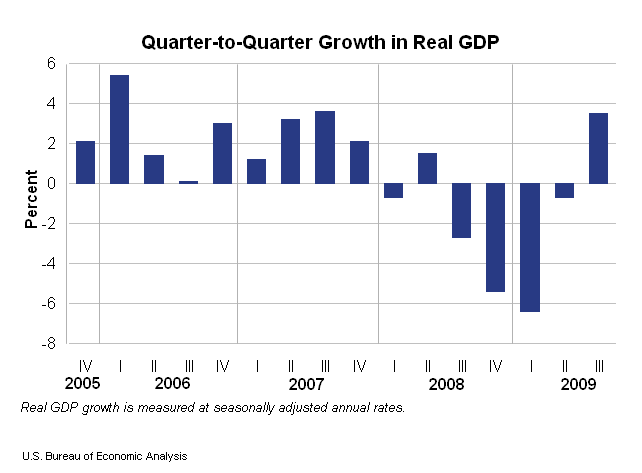 Quarter-to-Quarter Growth in Real GDP
6
4
2
0
-2
-4
-6
-8
Percent
IV I II III IV I II III IV I II III IV I II III
2005 2006 2007 2008 2009
Real GDP growth is measured at seasonally adjusted annual rates.
U.S. Bureau of Economic Analysis